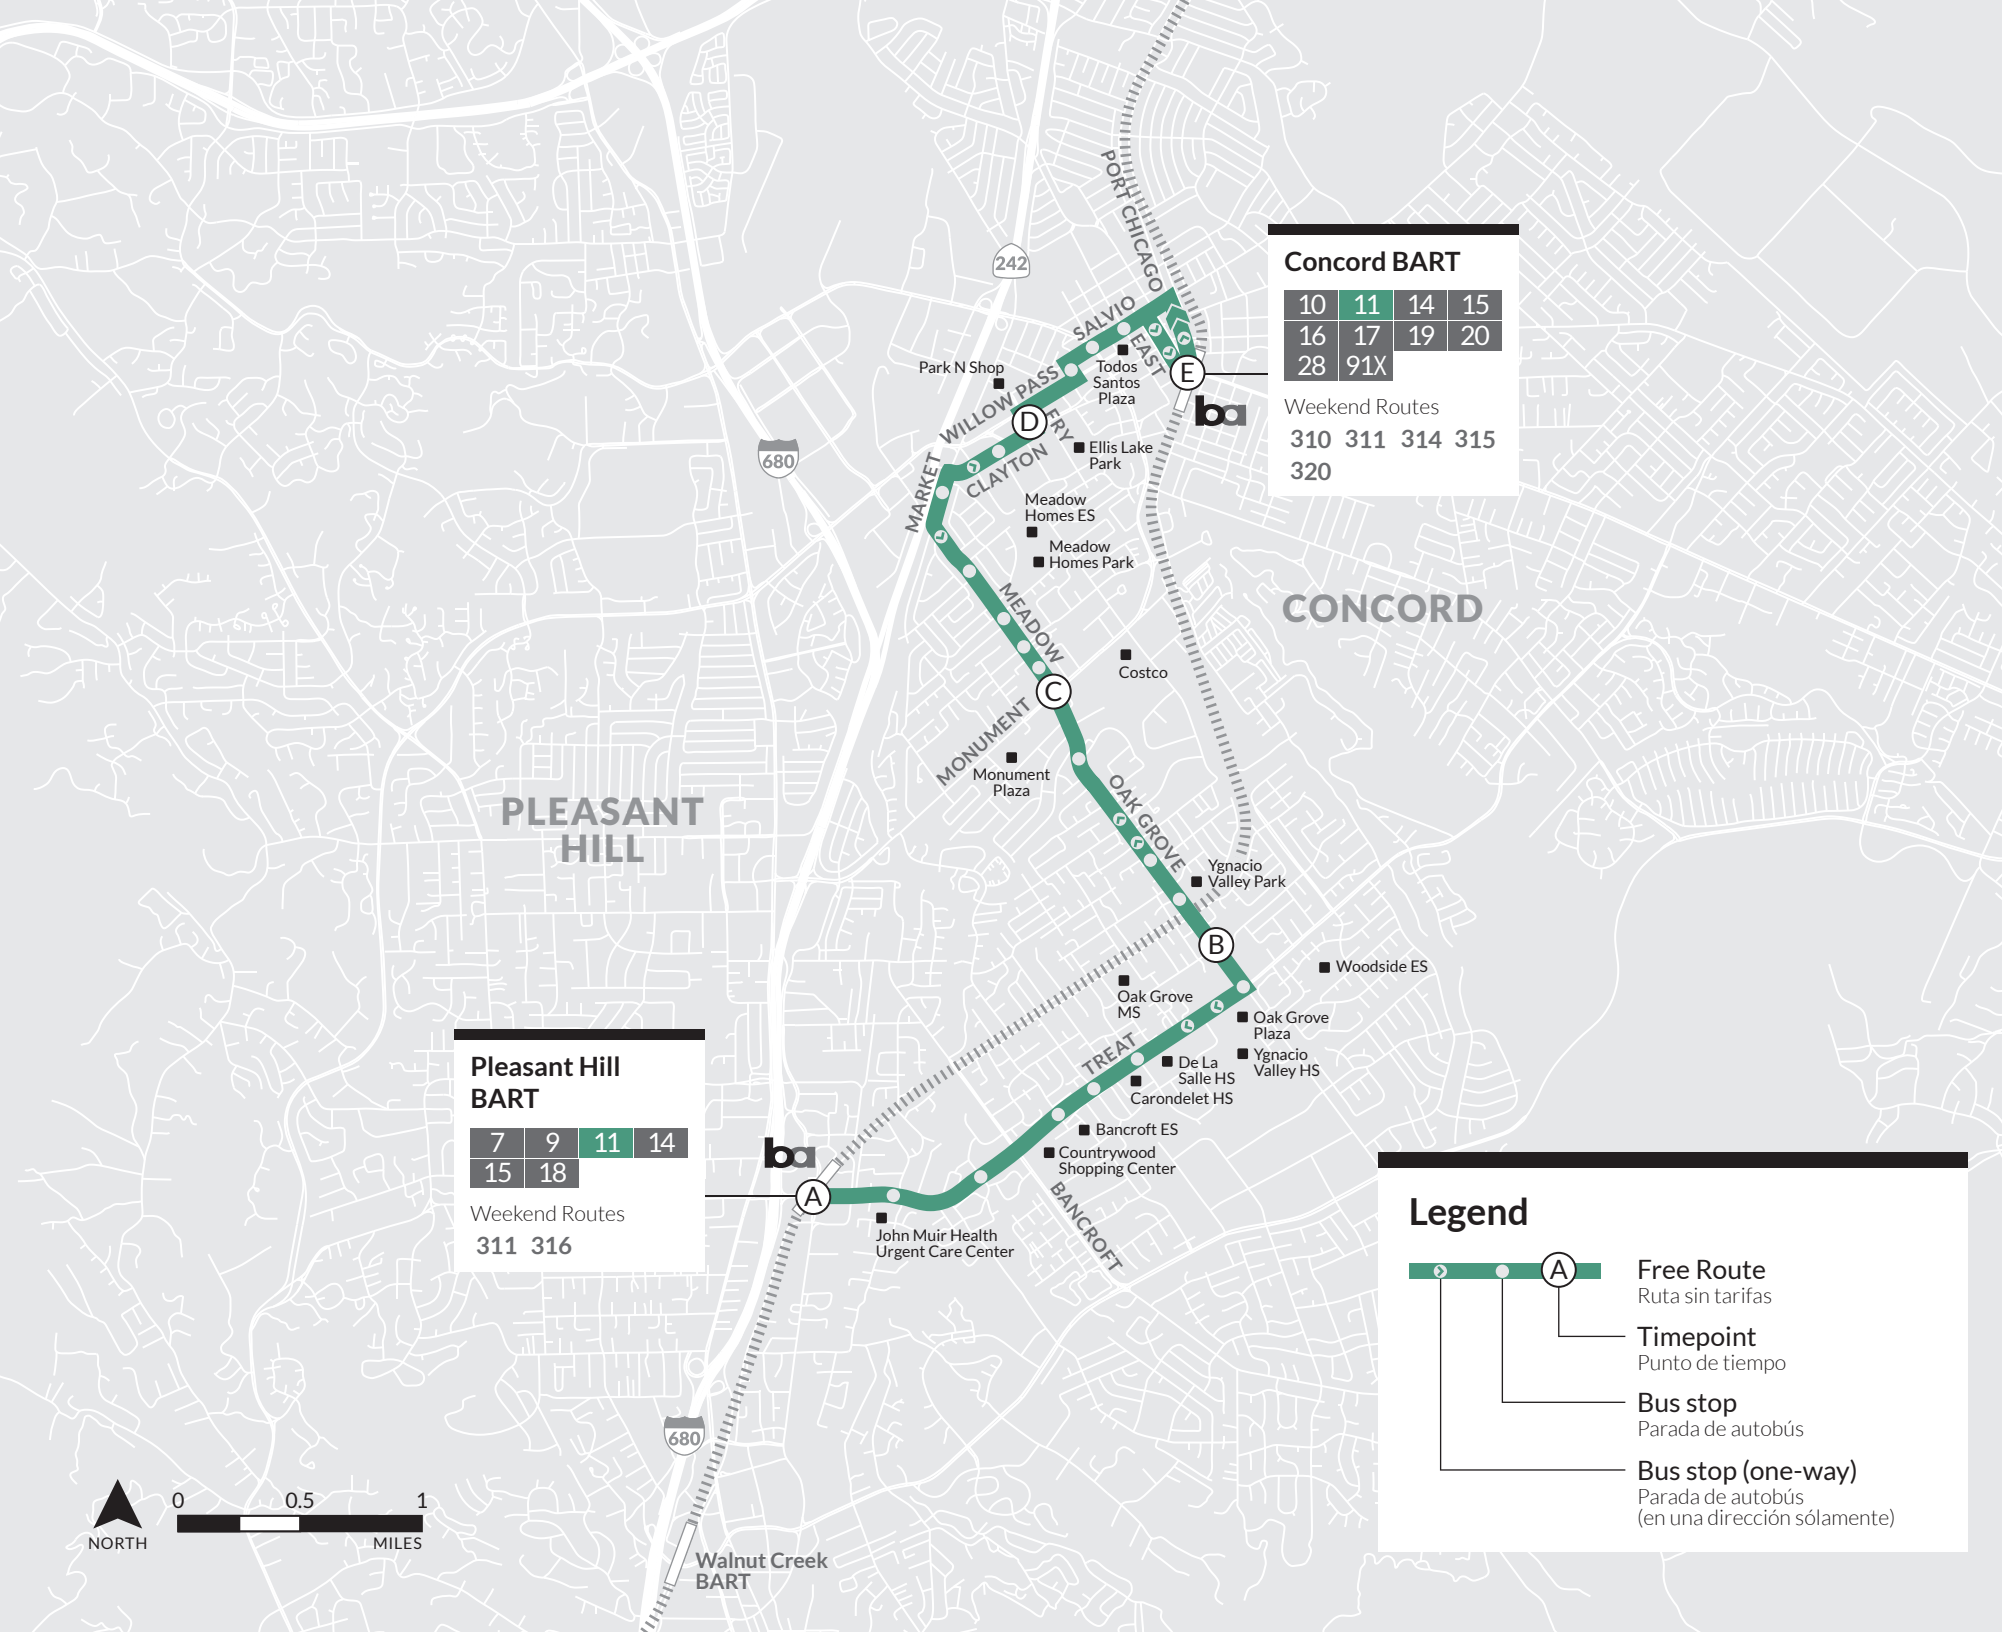 PORT CHICAGO
242
SALVIO
EAST
Park N Shop
WILLOW PASS
Todos
Santos
Plaza
E
ba
D
FRY
Ellis Lake
Park
CLAYTON
MARKET
680
Meadow
Homes ES
Meadow
Homes Park
MEADOW
CONCORD
Costco
C
MONUMENT
Monument
Plaza
OAK GROVE
PLEASANT
HILL
Ygnacio
Valley Park
B
Woodside ES
Oak Grove
MS
Oak Grove
Plaza
TREAT
De La
Salle HS
Ygnacio
Valley HS
Carondelet HS
Bancroft ES
Countrywood
Shopping Center
BANCROFT
ba
A
John Muir Health
Urgent Care Center
680
Walnut Creek
BART
Concord BART
10 11 14 15
16 17 19 20
28 91X
Weekend Routes
310 311 314 315
320
Pleasant Hill
BART
7 9 11 14
15 18
Weekend Routes
311 316
NORTH
0 0.5 1
MILES
Legend
A
Free Route
Ruta sin tarifas
Timepoint
Punto de tiempo
Bus stop
Parada de autobús
Bus stop (one-way)
Parada de autobús
(en una dirección sólamente)